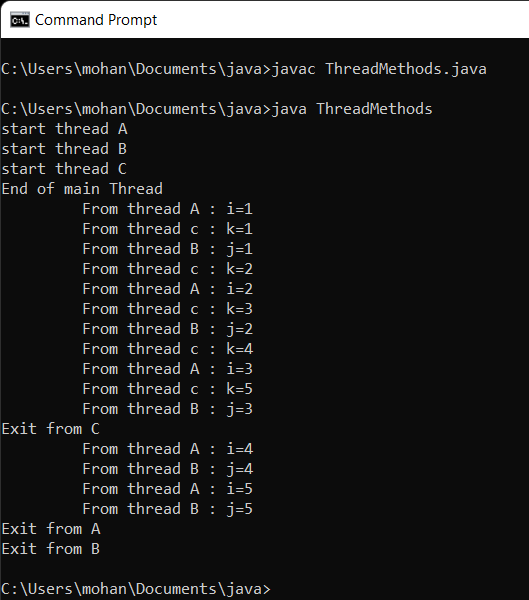 Command Prompt
C:\Users\mohan\Documents\java>javac ThreadMethods.java
C:\Users\mohan\Documents\java>java ThreadMethods
start thread A
start thread B
start thread C
End of main Thread
From thread A : i=1
From thread c : k=1
From thread B : j=1
From thread c : k=2
From thread A : i=2
From thread c : k=3
From thread B : j=2
From thread c : k=4
From thread A : i=3
From thread c : k=5
From thread B : j=3
Exit from C
From thread A : i=4
From thread B : j=4
From thread A : i=5
From thread B : j=5
Exit from A
Exit from B
C:\Users\mohan\Documents\java>